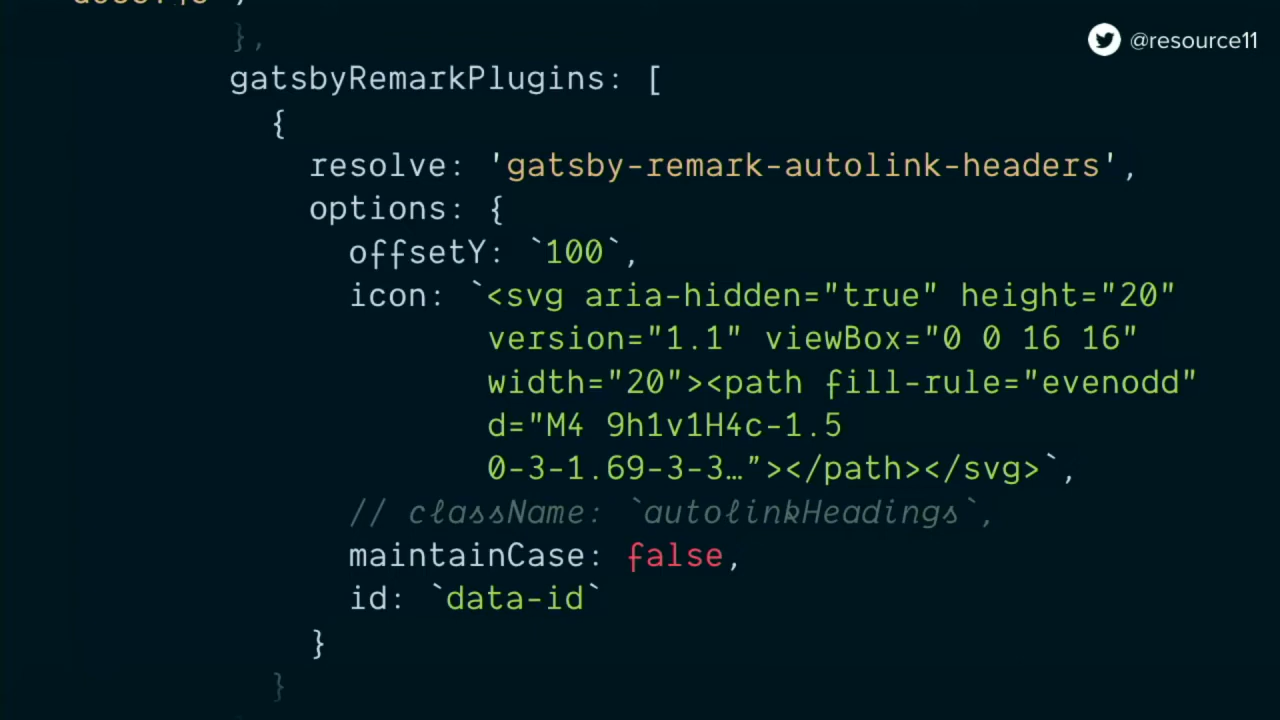 },
@resource11
gatsbyRemarkPlugins: [
{
resolve: 'gatsby-remark-autolink-headers',
options: {
offsetY: `100`,
icon: `<svg aria-hidden="true" height="20"
version="1.1" viewBox="0 0 16 16"
width="20"><path fill-rule="evenodd"
d="M4 9h1v1H4c-1.5
0-3-1.69-3-3…"></path></svg>`,
// className: `autolinkHeadings`,
maintainCase: false,
id: `data-id`
}
}